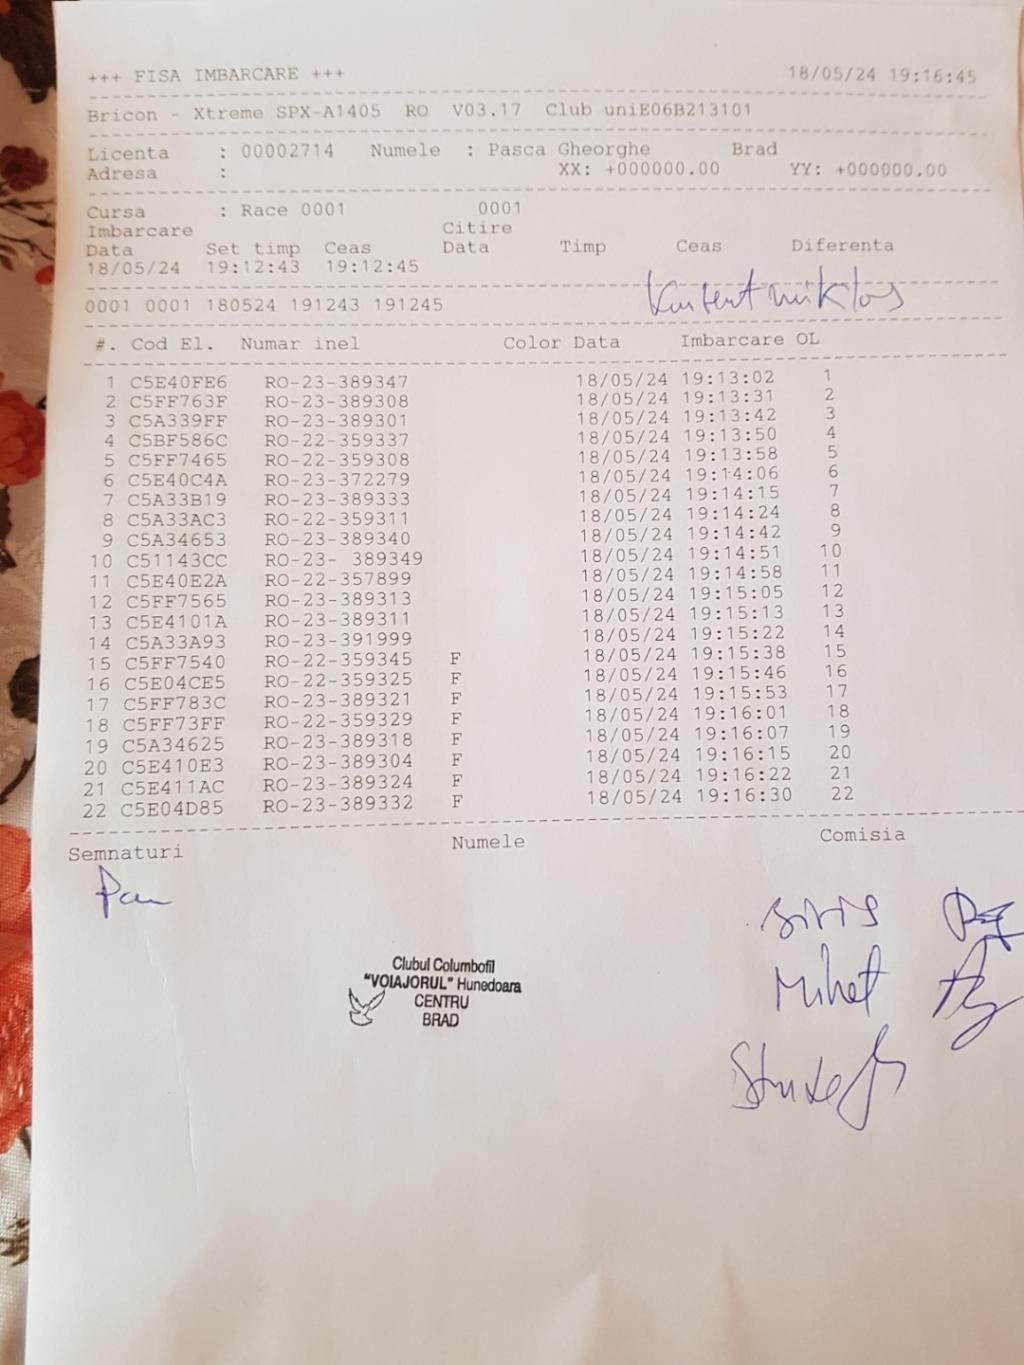 +++ FISA IMBARCARE +++ 18/05/24 19:16:45
Bricon - Xtreme SPX-A1405 RO V03.17 Club uniE06B213101
Licenta : 00002714 Numele : Pasca Gheorghe Brad
Adresa : XX: +000000.00 YY: +000000.00
Cursa : Race 0001 0001
Imbarcare Citire
Data Set timp Ceas Data Timp Ceas Diferenta
18/05/24 19:12:43 19:12:45
0001 0001 180524 191243 191245
#. Cod El. Numar inel Color Data Imbarcare OL
1 C5E40FE6 RO-23-389347 18/05/24 19:13:02 1
2 C5FF763F RO-23-389308 18/05/24 19:13:31 2
3 C5A339FF RO-23-389301 18/05/24 19:13:42 3
4 C5BF586C RO-22-359337 18/05/24 19:13:50 4
5 C5FF7465 RO-22-359308 18/05/24 19:13:58 5
6 C5E40C4A RO-23-372279 18/05/24 19:14:06 6
7 C5A33B19 RO-23-389333 18/05/24 19:14:15 7
8 C5A33AC3 RO-22-359311 18/05/24 19:14:24 8
9 C5A34653 RO-23-389340 18/05/24 19:14:42 9
10 C51143CC RO-23- 389349 18/05/24 19:14:51 10
11 C5E40E2A RO-22-357899 18/05/24 19:14:58 11
12 C5FF7565 RO-23-389313 18/05/24 19:15:05 12
13 C5E4101A RO-23-389311 18/05/24 19:15:13 13
14 C5A33A93 RO-23-391999 18/05/24 19:15:22 14
15 C5FF7540 RO-22-359345 F 18/05/24 19:15:38 15
16 C5E04CE5 RO-22-359325 F 18/05/24 19:15:46 16
17 C5FF783C RO-23-389321 F 18/05/24 19:15:53 17
18 C5FF73FF RO-22-359329 F 18/05/24 19:16:01 18
19 C5A34625 RO-23-389318 F 18/05/24 19:16:07 19
20 C5E410E3 RO-23-389304 F 18/05/24 19:16:15 20
21 C5E411AC RO-23-389324 F 18/05/24 19:16:22 21
22 C5E04D85 RO-23-389332 F 18/05/24 19:16:30 22
Semnaturi Numele Comisia
Mihet
Clubul Columbofil
"VOIAJORUL" Hunedoara
CENTRU
BRAD